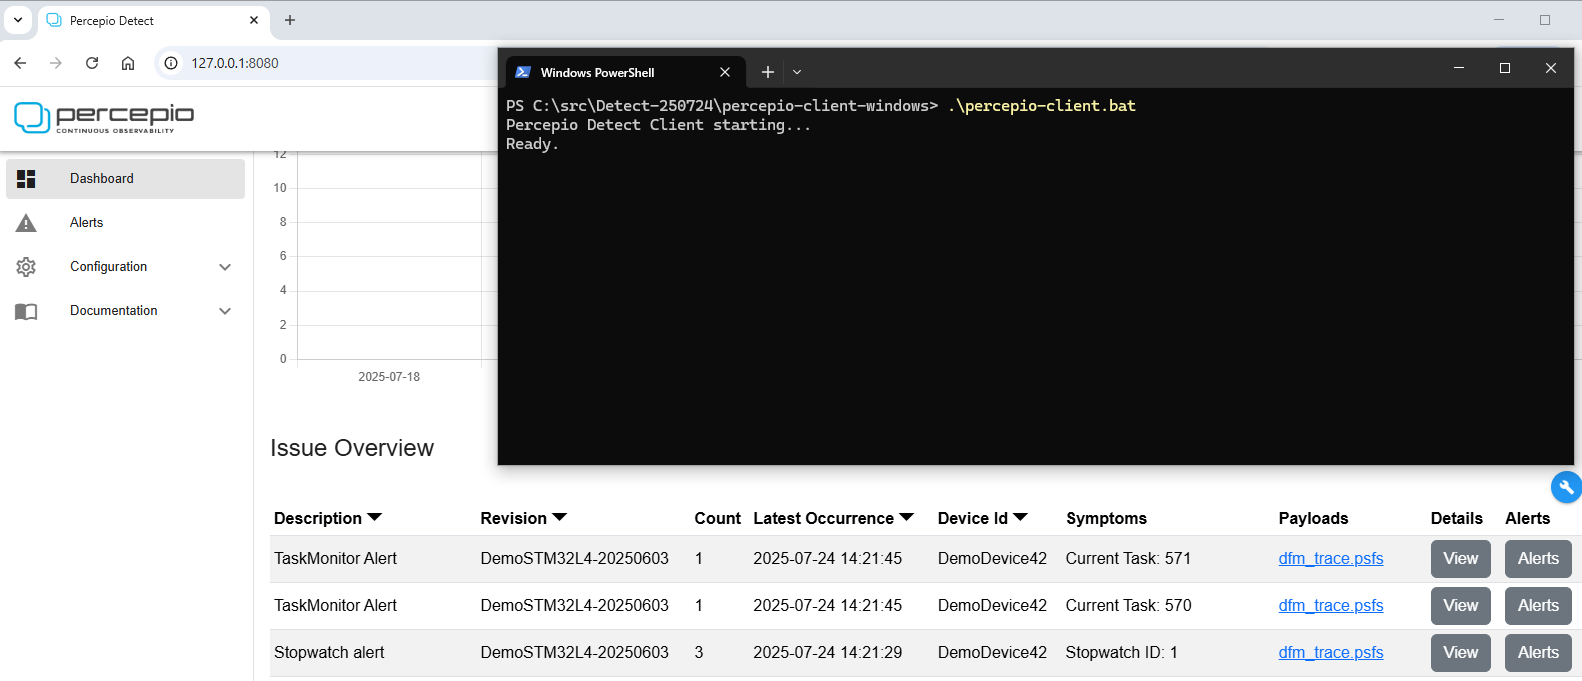 Percepio Detect
127.0.0.1:8080
percepio
CONTINUOUS OBSERVABILITY
Dashboard
Alerts
Configuration
Documentation
Windows PowerShell
PS C:\src\Detect-250724\percepio-client-windows> .\percepio-client.bat
Percepio Detect Client starting...
Ready.
12
10
8
6
4
2
0
2025-07-18
Issue Overview
Description Revision Count Latest Occurrence Device Id Symptoms Payloads Details Alerts
TaskMonitor Alert DemoSTM32L4-20250603 1 2025-07-24 14:21:45 DemoDevice42 Current Task: 571 dfm_trace.psfs View Alerts
TaskMonitor Alert DemoSTM32L4-20250603 1 2025-07-24 14:21:45 DemoDevice42 Current Task: 570 dfm_trace.psfs View Alerts
Stopwatch alert DemoSTM32L4-20250603 3 2025-07-24 14:21:29 DemoDevice42 Stopwatch ID: 1 dfm_trace.psfs View Alerts